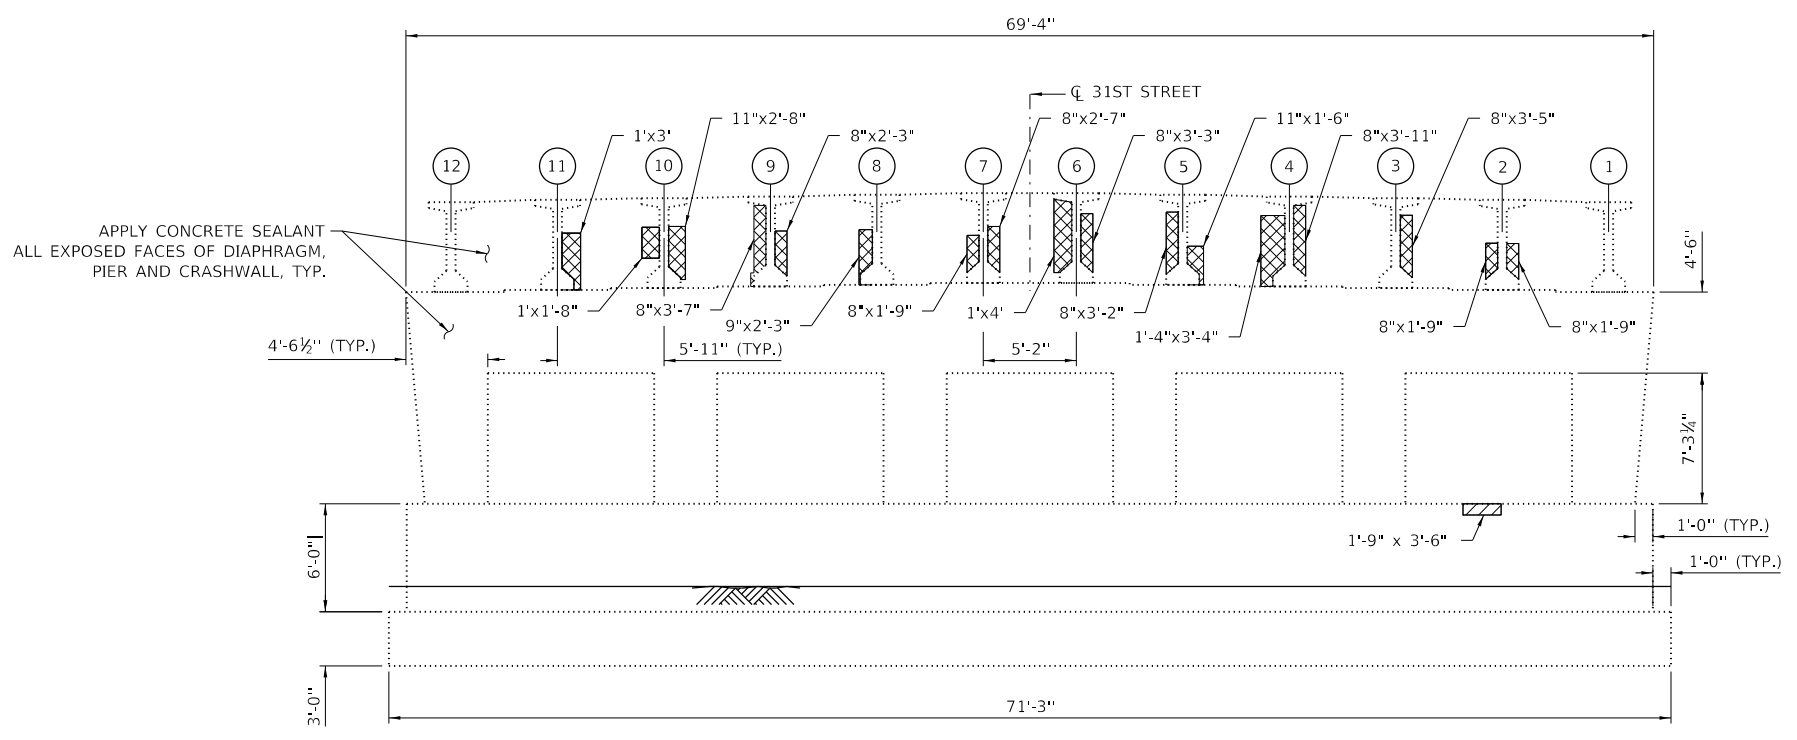 69'-4"
℄ 31ST STREET
11"x2'-8"
8"x2'-7"
11"x1'-6"
8"x3'-5"
1'x3'
8"x2'-3"
8"x3'-3"
8"x3'-11"
12
11
10
9
8
7
6
5
4
3
2
1
APPLY CONCRETE SEALANT
ALL EXPOSED FACES OF DIAPHRAGM,
PIER AND CRASHWALL, TYP.
4'-6"
1'x1'-8"
8"x3'-7"
9"x2'-3"
8"x1'-9"
1'x4'
8"x3'-2"
1'-4"x3'-4"
8"x1'-9"
8"x1'-9"
4'-6½" (TYP.)
5'-11" (TYP.)
5'-2"
7'-3¼"
1'-9" x 3'-6"
1'-0" (TYP.)
1'-0" (TYP.)
6'-0"
3'-0"
71'-3"